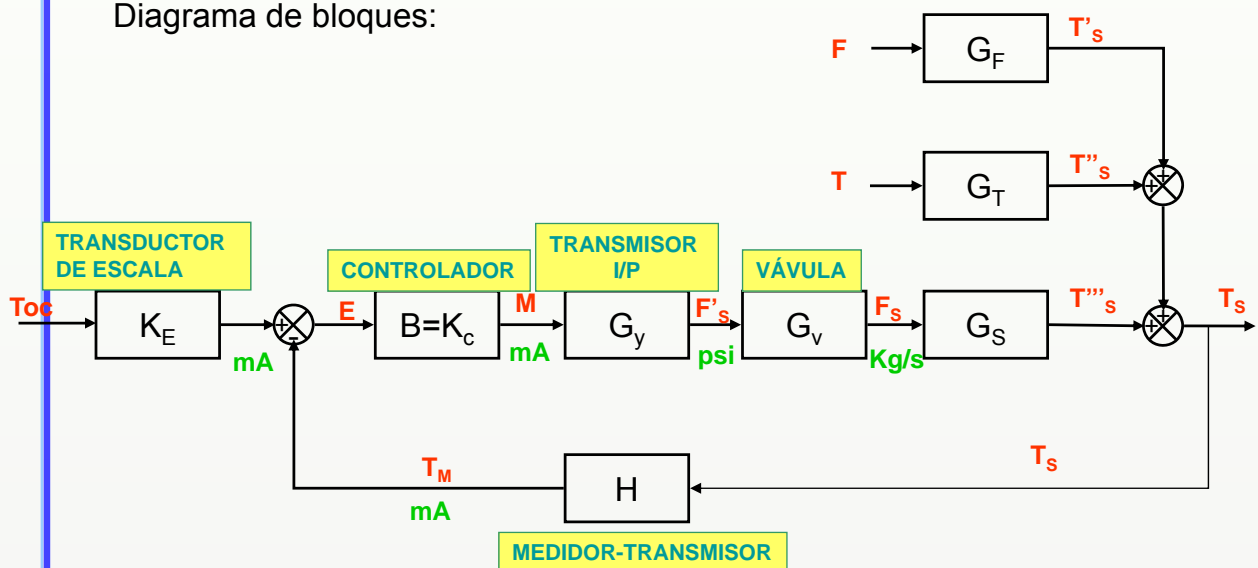 Diagrama de bloques:
F
G_F
T'_S
T
G_T
T''_S
TRANSDUCTOR
DE ESCALA
CONTROLADOR
TRANSMISOR
I/P
VÁVULA
Toc
K_E
mA
+
-
E
B=K_c
M
mA
G_y
F'_S
psi
G_v
F_S
Kg/s
G_S
T'''_S
+
+
+
+
T_S
T_M
mA
H
T_S
MEDIDOR-TRANSMISOR